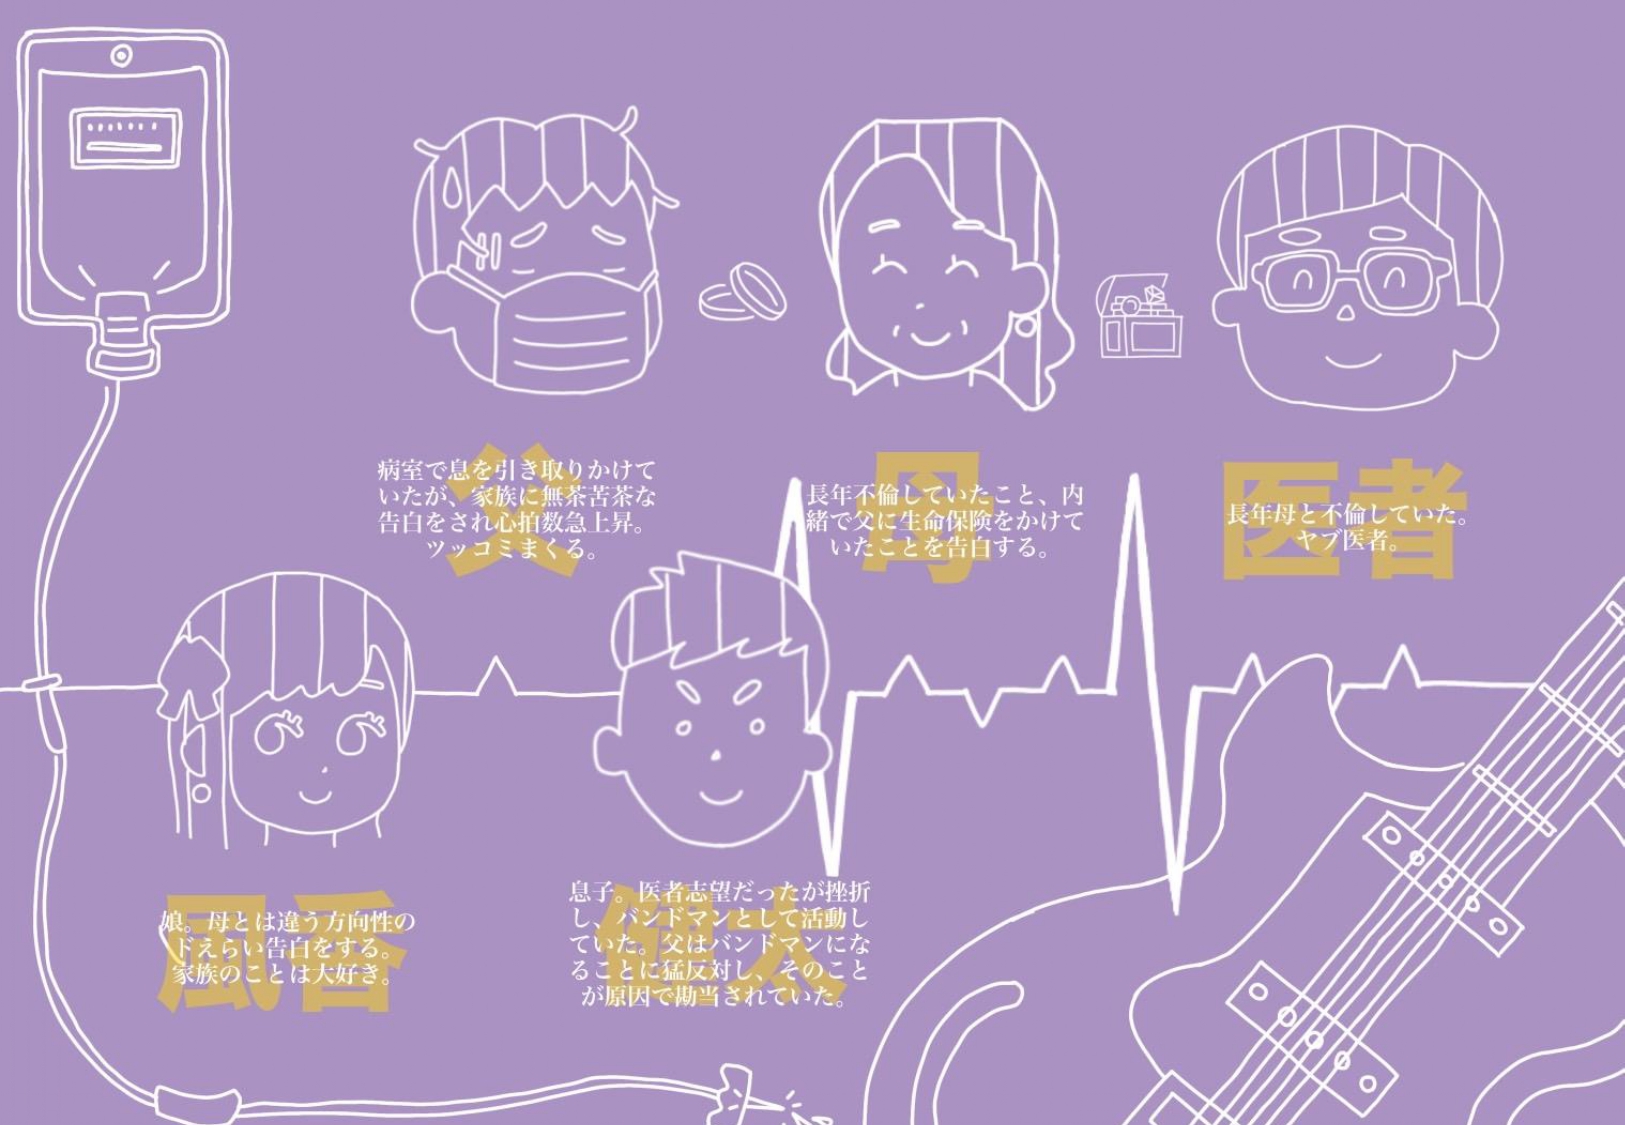 父
病室で息を引き取りかけて
いたが、家族に無茶苦茶な
告白をされ心拍数急上昇。
ツッコミまくる。
母
長年不倫していたこと、内
緒で父に生命保険をかけて
いたことを告白する。
医者
長年母と不倫していた。
ヤブ医者。
風香
娘。母とは違う方向性の
ドえらい告白をする。
家族のことは大好き。
健太
息子。医者志望だったが挫折
し、バンドマンとして活動し
ていた。父はバンドマンにな
ることに猛反対し、そのこと
が原因で勘当されていた。